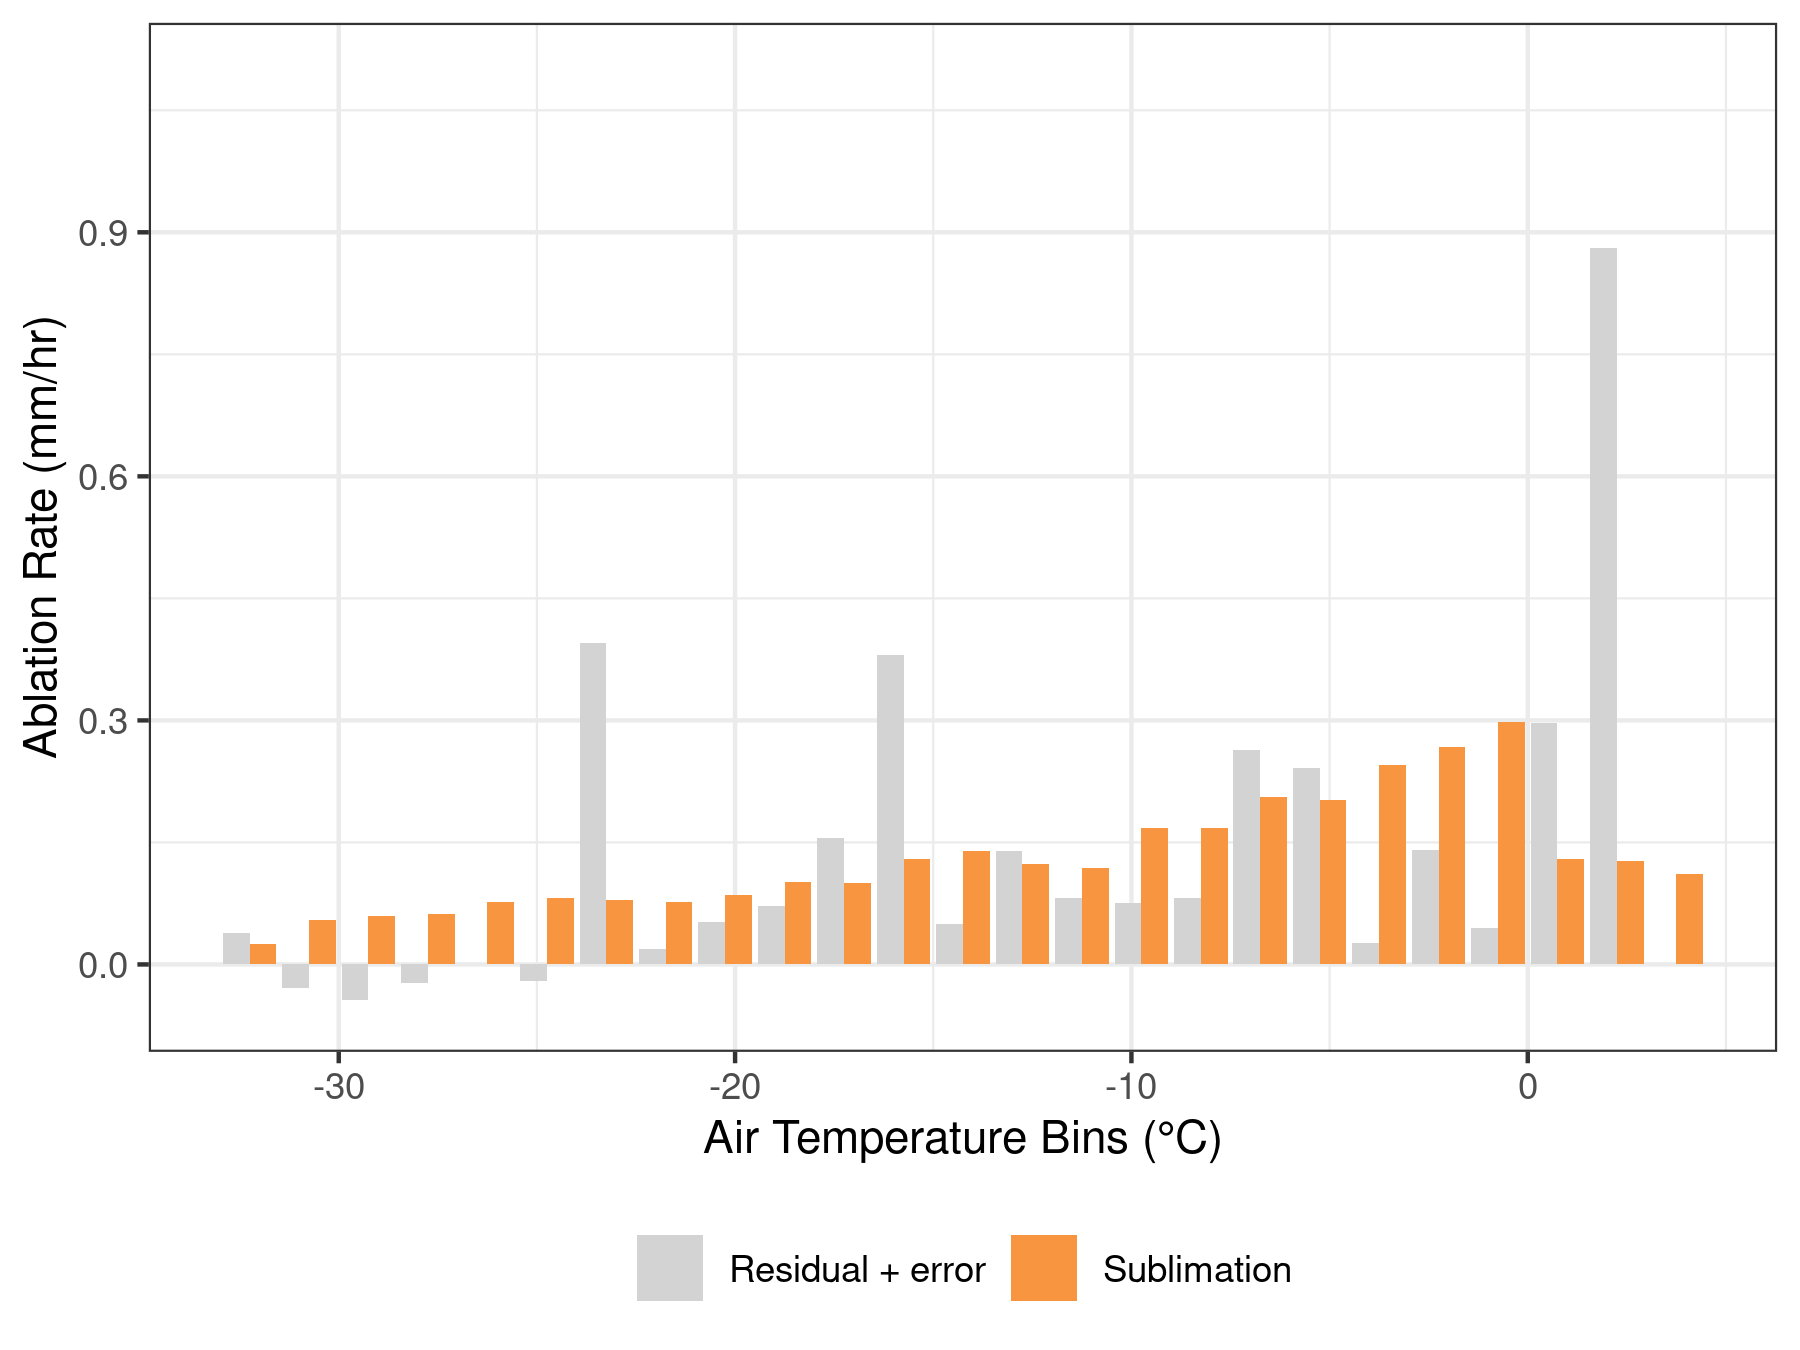 Ablation Rate (mm/hr)
0.9
0.6
0.3
0.0
-30 -20 -10 0
Air Temperature Bins (°C)
Residual + error Sublimation